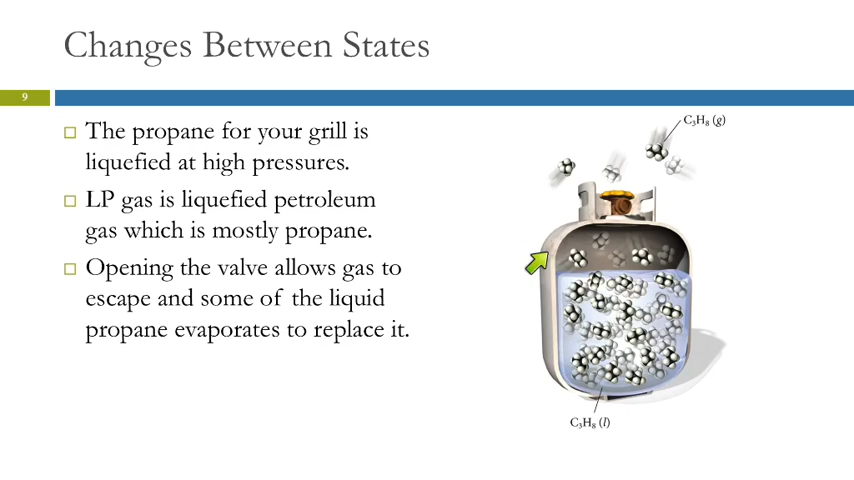 Changes Between States
9
The propane for your grill is
liquefied at high pressures.
LP gas is liquefied petroleum
gas which is mostly propane.
Opening the valve allows gas to
escape and some of the liquid
propane evaporates to replace it.
C₃H₈ (g)
C₃H₈ (l)